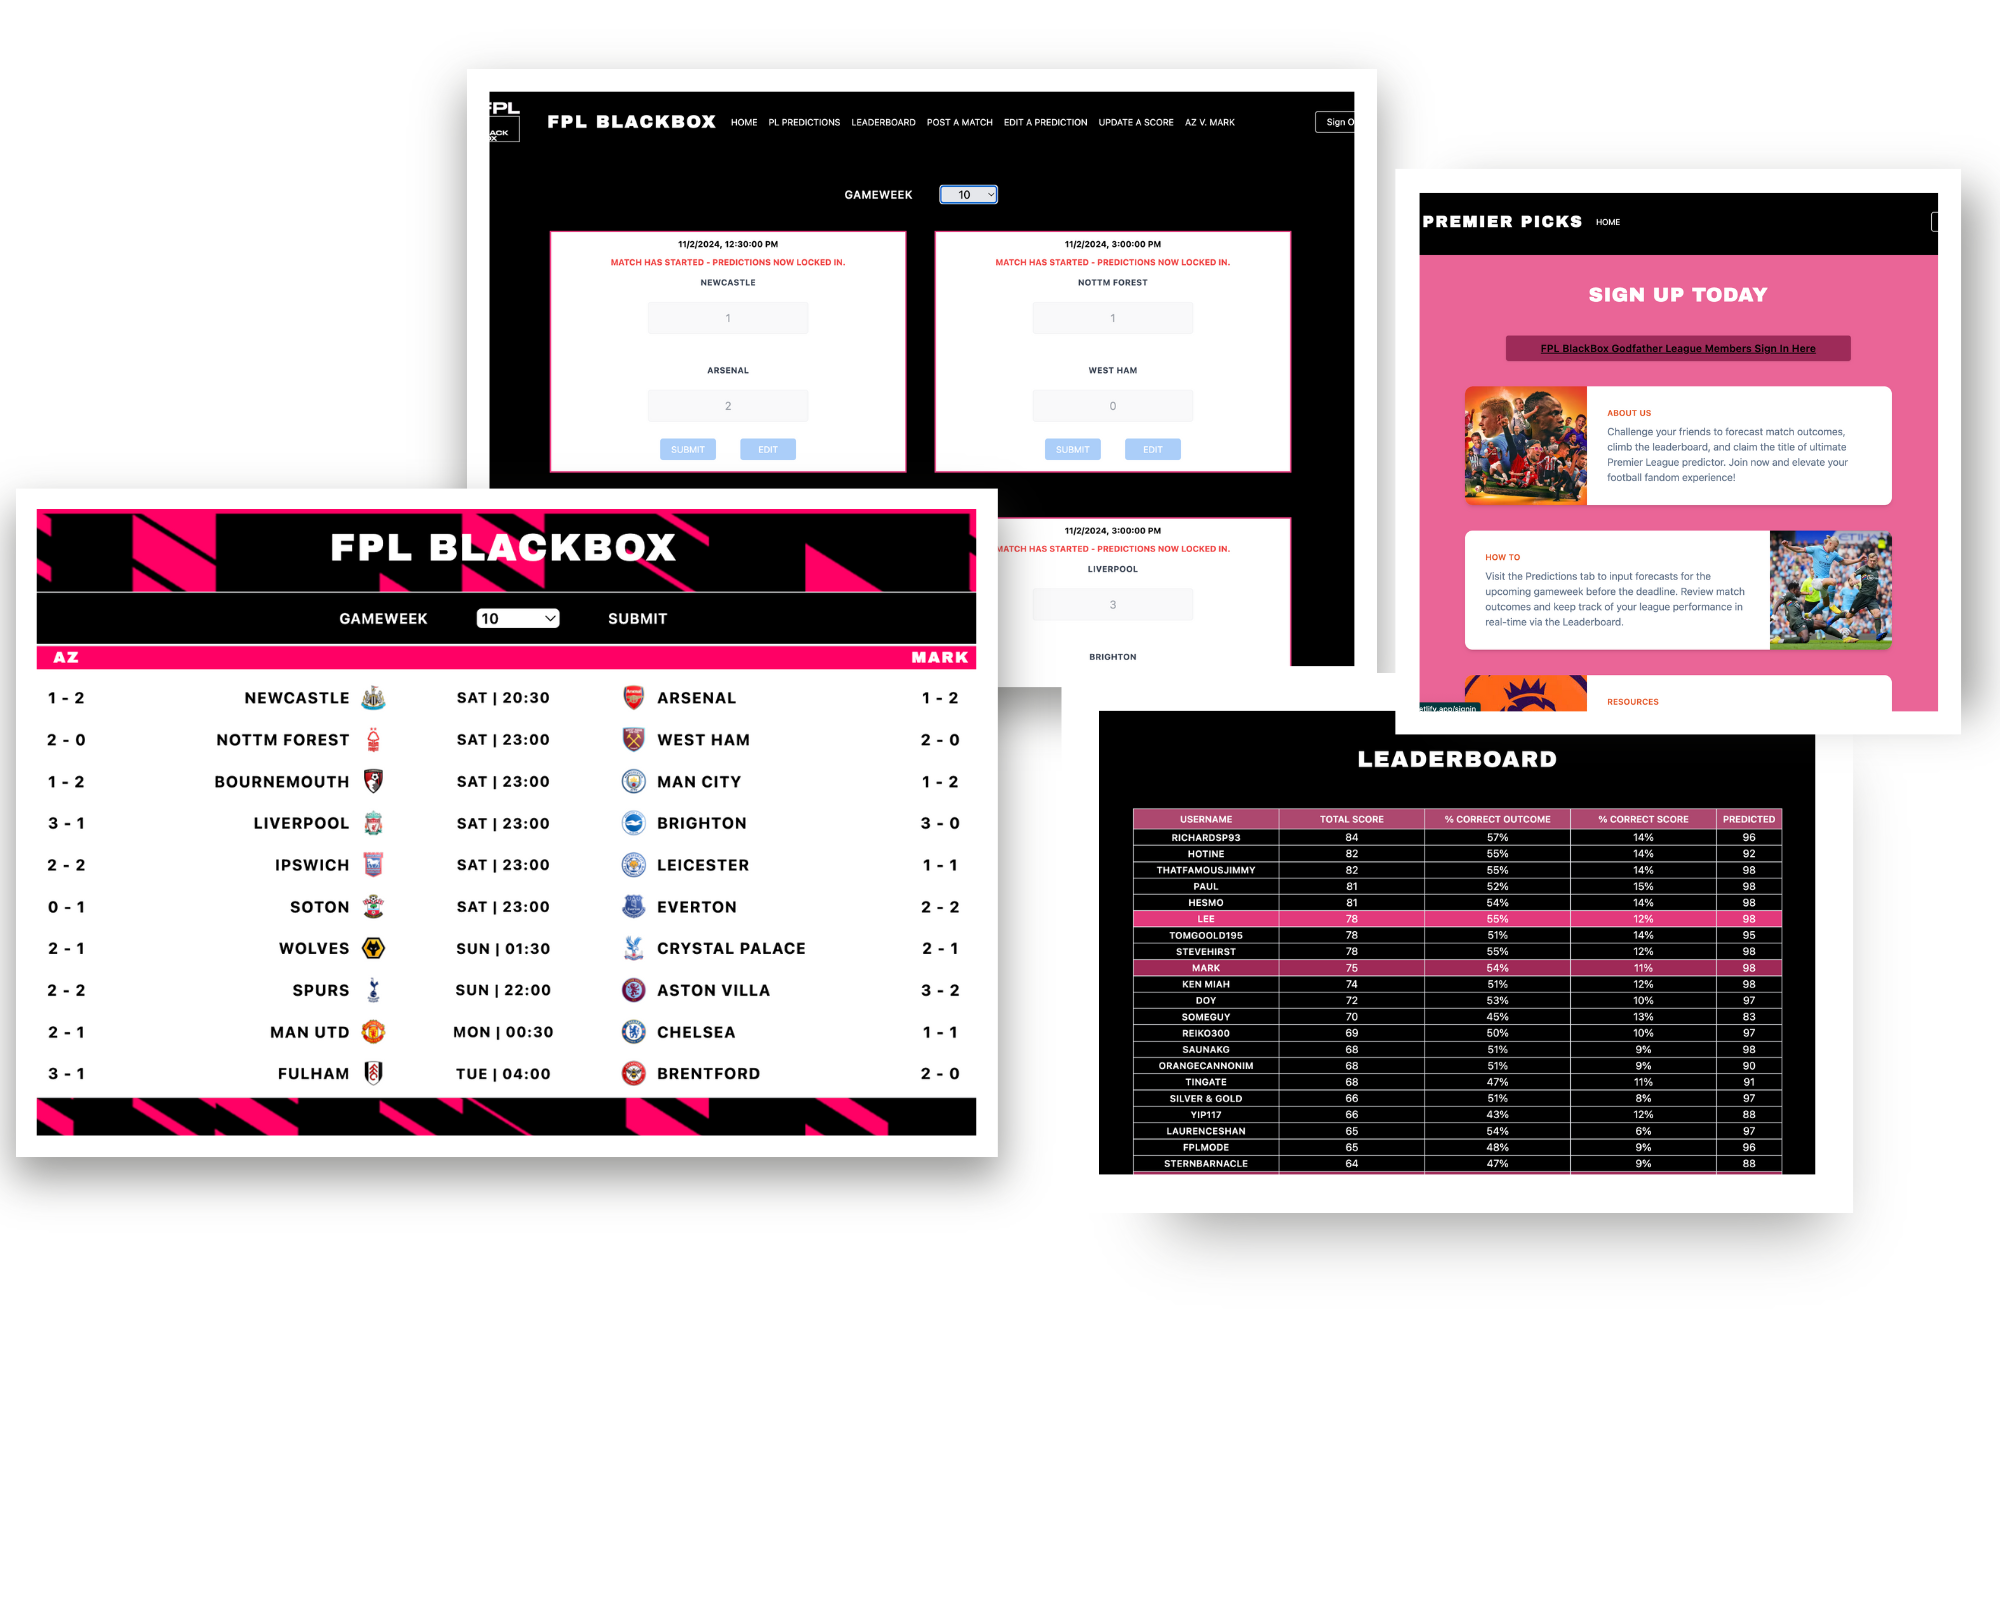 FPL
ACK
FPL BLACKBOX HOME PL PREDICTIONS LEADERBOARD POST A MATCH EDIT A PREDICTION UPDATE A SCORE AZ V. MARK Sign O
GAMEWEEK 10
11/2/2024, 12:30:00 PM
MATCH HAS STARTED - PREDICTIONS NOW LOCKED IN.
NEWCASTLE
1
ARSENAL
2
SUBMIT EDIT
11/2/2024, 3:00:00 PM
MATCH HAS STARTED - PREDICTIONS NOW LOCKED IN.
NOTTM FOREST
1
WEST HAM
0
SUBMIT EDIT
11/2/2024, 3:00:00 PM
MATCH HAS STARTED - PREDICTIONS NOW LOCKED IN.
LIVERPOOL
3
BRIGHTON
PREMIER PICKS HOME
SIGN UP TODAY
FPL BlackBox Godfather League Members Sign In Here
ABOUT US
Challenge your friends to forecast match outcomes,
climb the leaderboard, and claim the title of ultimate
Premier League predictor. Join now and elevate your
football fandom experience!
HOW TO
Visit the Predictions tab to input forecasts for the
upcoming gameweek before the deadline. Review match
outcomes and keep track of your league performance in
real-time via the Leaderboard.
RESOURCES
etlify.app/signin
FPL BLACKBOX
GAMEWEEK 10 SUBMIT
AZ MARK
1 - 2 NEWCASTLE SAT | 20:30 ARSENAL 1 - 2
2 - 0 NOTTM FOREST SAT | 23:00 WEST HAM 2 - 0
1 - 2 BOURNEMOUTH SAT | 23:00 MAN CITY 1 - 2
3 - 1 LIVERPOOL SAT | 23:00 BRIGHTON 3 - 0
2 - 2 IPSWICH SAT | 23:00 LEICESTER 1 - 1
0 - 1 SOTON SAT | 23:00 EVERTON 2 - 2
2 - 1 WOLVES SUN | 01:30 CRYSTAL PALACE 2 - 1
2 - 2 SPURS SUN | 22:00 ASTON VILLA 3 - 2
2 - 1 MAN UTD MON | 00:30 CHELSEA 1 - 1
3 - 1 FULHAM TUE | 04:00 BRENTFORD 2 - 0
LEADERBOARD
USERNAME TOTAL SCORE % CORRECT OUTCOME % CORRECT SCORE PREDICTED
RICHARDSP93 84 57% 14% 96
HOTINE 82 55% 14% 92
THATFAMOUSJIMMY 82 55% 14% 98
PAUL 81 52% 15% 98
HESMO 81 54% 14% 98
LEE 78 55% 12% 98
TOMGOOLD195 78 51% 14% 95
STEVEHIRST 78 55% 12% 98
MARK 75 54% 11% 98
KEN MIAH 74 51% 12% 98
DOY 72 53% 10% 97
SOMEGUY 70 45% 13% 83
REIKO300 69 50% 10% 97
SAUNAKG 68 51% 9% 98
ORANGECANNONIM 68 51% 9% 90
TINGATE 68 47% 11% 91
SILVER & GOLD 66 51% 8% 97
YIP117 66 43% 12% 88
LAURENCESHAN 65 54% 6% 97
FPLMODE 65 48% 9% 96
STERNBARNACLE 64 47% 9% 88